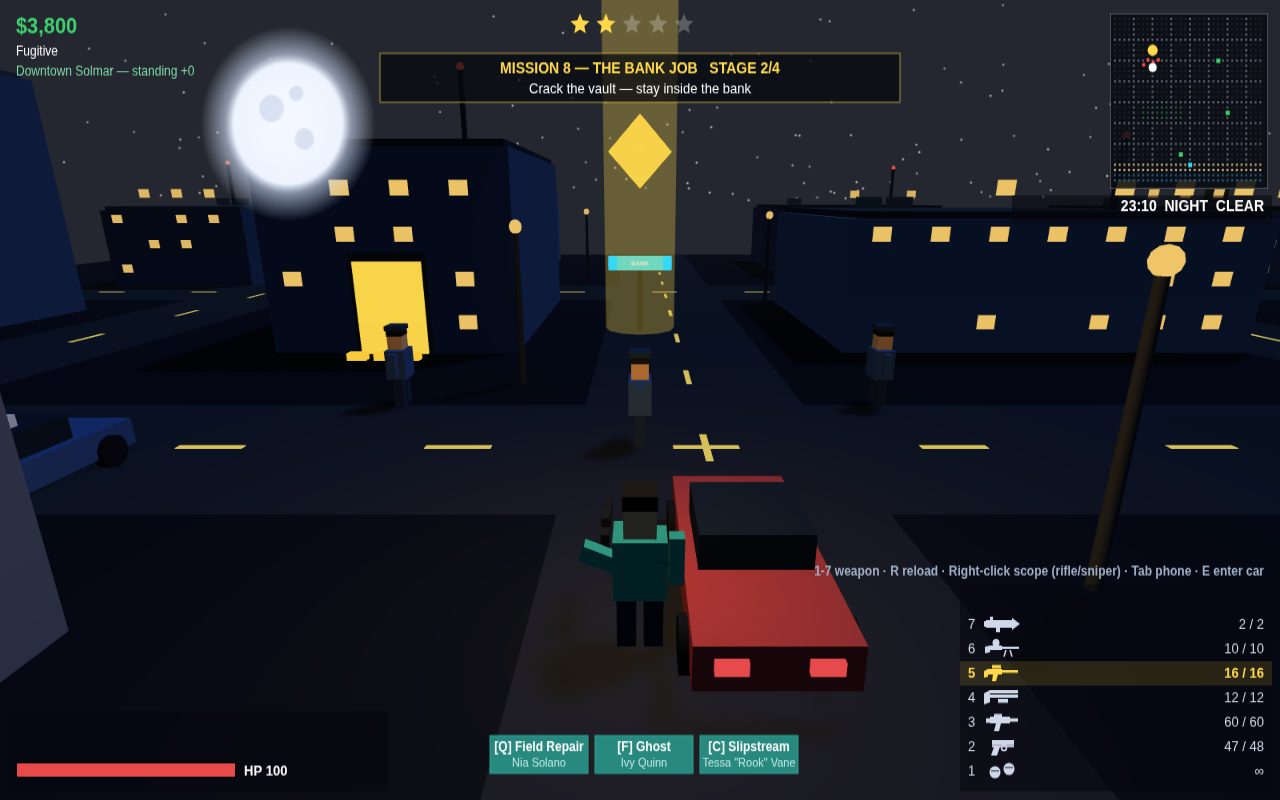 $3,800
Fugitive
Downtown Solmar — standing +0
MISSION 8 — THE BANK JOB STAGE 2/4
Crack the vault — stay inside the bank
23:10 NIGHT CLEAR
BANK
1-7 weapon · R reload · Right-click scope (rifle/sniper) · Tab phone · E enter car
7 2 / 2
6 10 / 10
5 16 / 16
4 12 / 12
3 60 / 60
2 47 / 48
1 ∞
[Q] Field Repair
Nia Solano
[F] Ghost
Ivy Quinn
[C] Slipstream
Tessa "Rook" Vane
HP 100